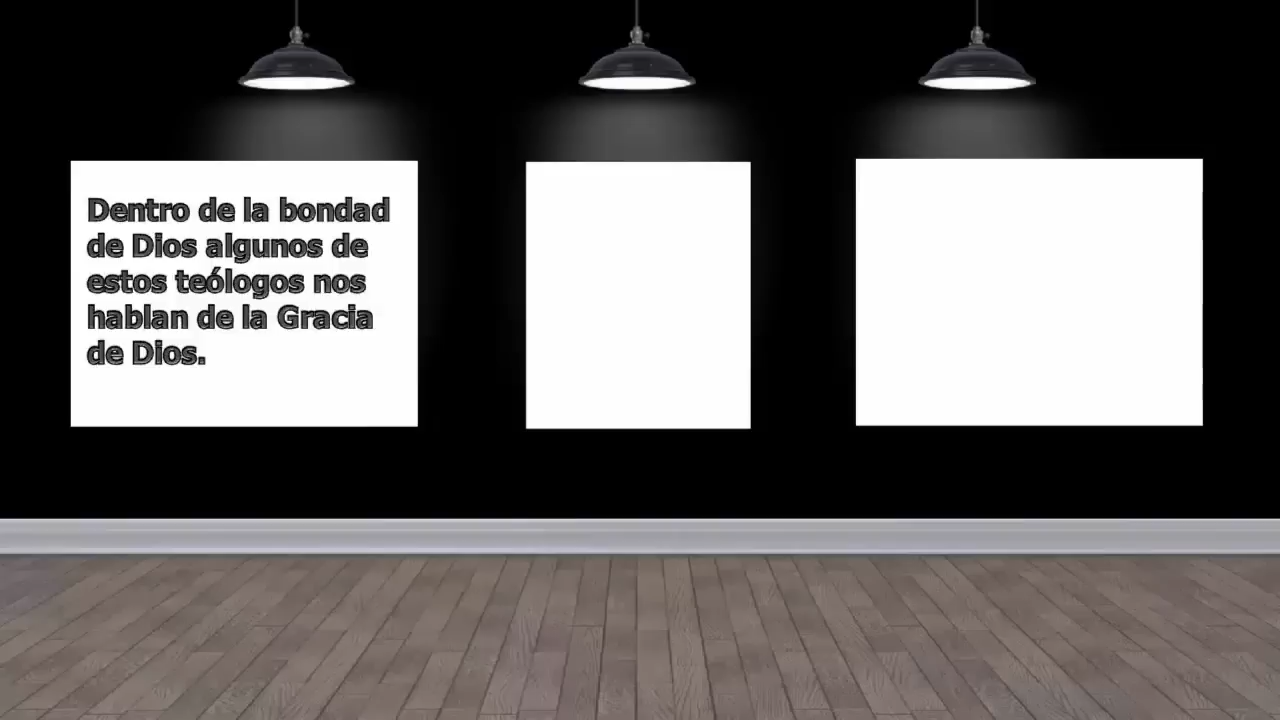 Dentro de la bondad
de Dios algunos de
estos teólogos nos
hablan de la Gracia
de Dios.